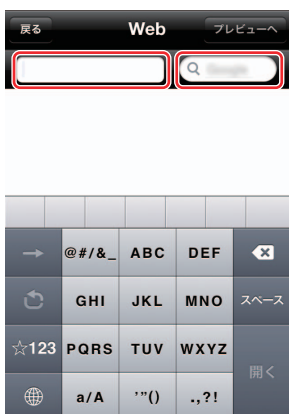 戻る Web プレビューへ
→ @#/&_ ABC DEF
GHI JKL MNO スペース
☆123 PQRS TUV WXYZ
開く
a/A '"() .,?!